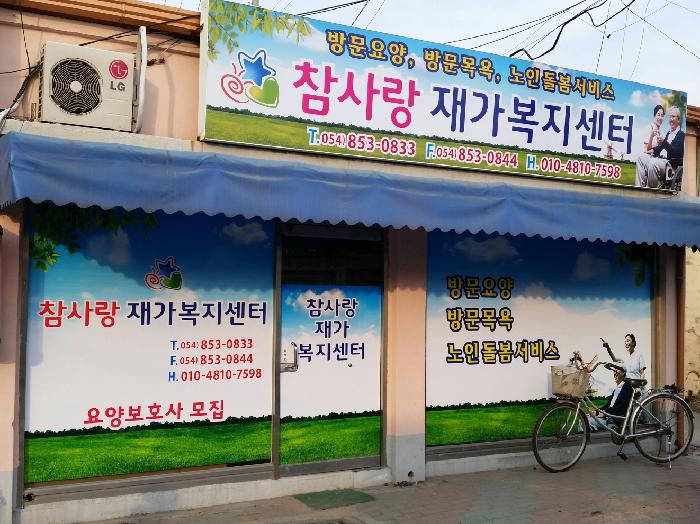 방문요양, 방문목욕, 노인돌봄서비스
참사랑 재가복지센터
T.054)853-0833 F.054)853-0844 H.010-4810-7598
LG
참사랑 재가복지센터
T.054)853-0833
F.054)853-0844
H.010-4810-7598
요양보호사 모집
참사랑
재가
복지센터
방문요양
방문목욕
노인돌봄서비스